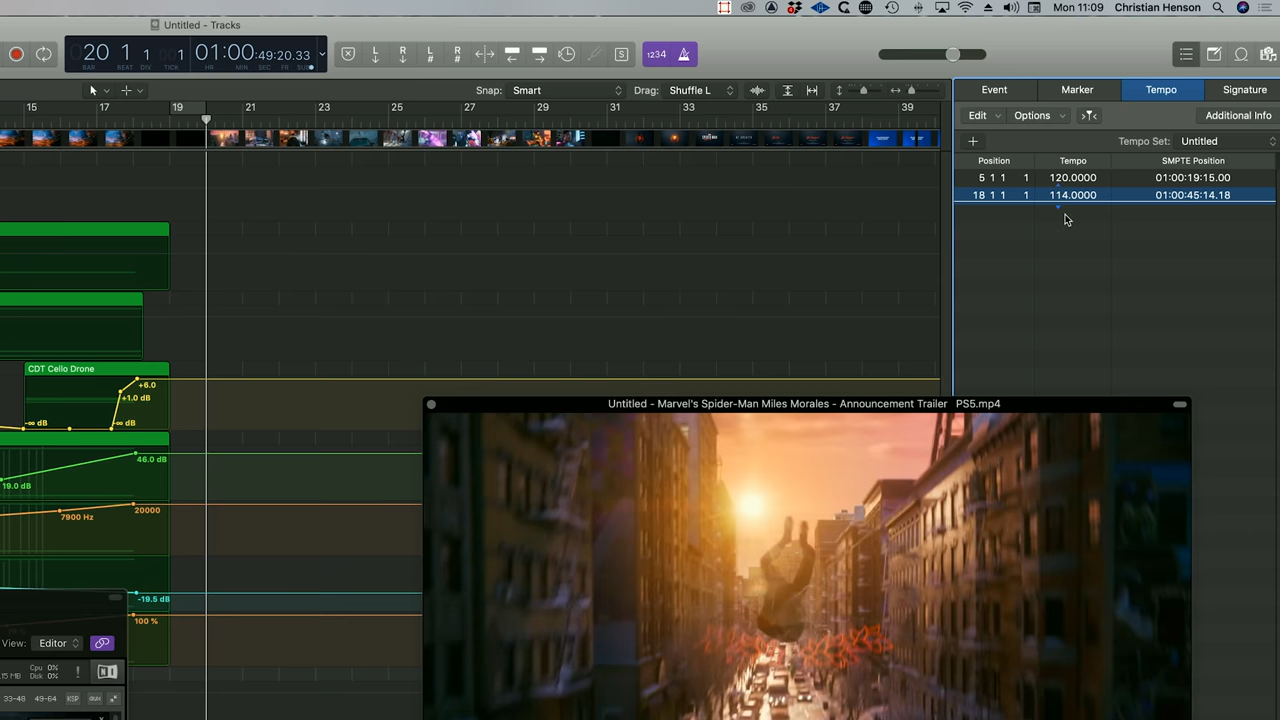 Mon 11:09 Christian Henson
Untitled - Tracks
20 1 1 1
BAR BEAT DIV TICK
01:00:49:20.33
HR MIN SEC FR SUB
S
1234
Snap: Smart
Drag: Shuffle L
15 17 19 21 23 25 27 29 31 33 35 37 39
Event Marker Tempo Signature
Edit Options Additional Info
Tempo Set: Untitled
Position Tempo SMPTE Position
5 1 1 1 120.0000 01:00:19:15.00
18 1 1 1 114.0000 01:00:45:14.18
CDT Cello Drone
+6.0
+1.0 dB
-∞ dB -∞ dB
46.0 dB
19.0 dB
20000
7900 Hz
-19.5 dB
100 %
Untitled - Marvel's Spider-Man Miles Morales - Announcement Trailer PS5.mp4
View: Editor
Cpu 0%
Disk 0%
!
33-48 49-64 KSP aux